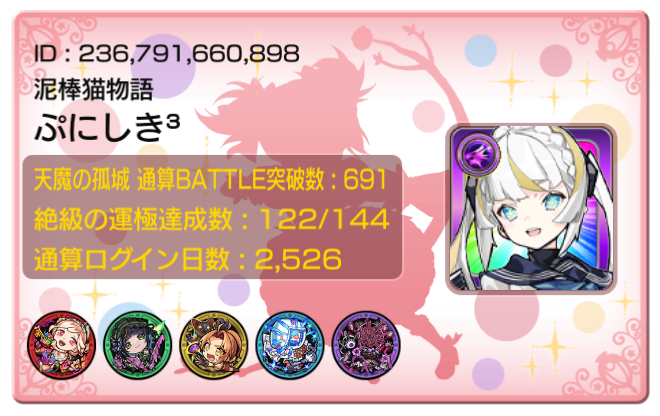 ID : 236,791,660,898
泥棒猫物語
ぷにしき³
天魔の孤城 通算BATTLE突破数 : 691
絶級の運極達成数 : 122/144
通算ログイン日数 : 2,526